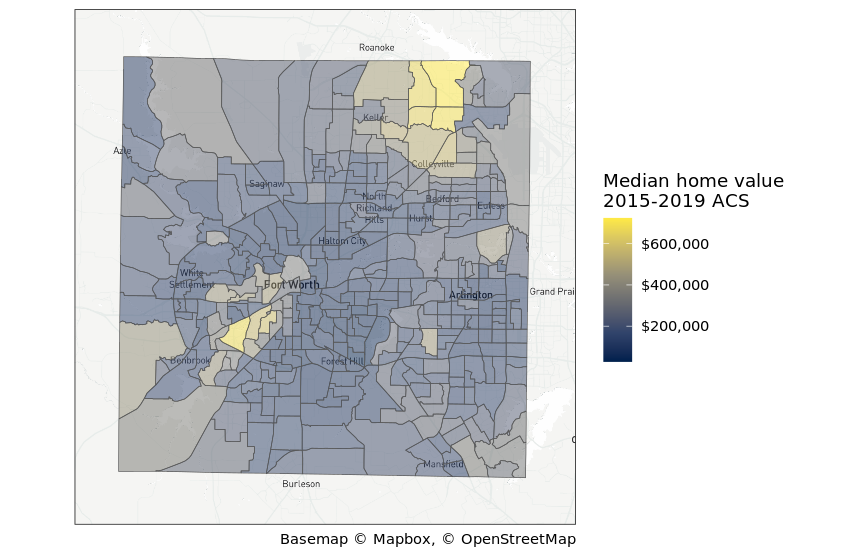 Roanoke
Keller
Azle
Colleyville
Saginaw
North
Richland
Hills
Bedford
Hurst
Euless
Haltom City
White
Settlement
Fort Worth
Arlington
Grand Prai
Benbrook
Forest Hill
Mansfield
Burleson
Median home value
2015-2019 ACS
$600,000
$400,000
$200,000
Basemap © Mapbox, © OpenStreetMap